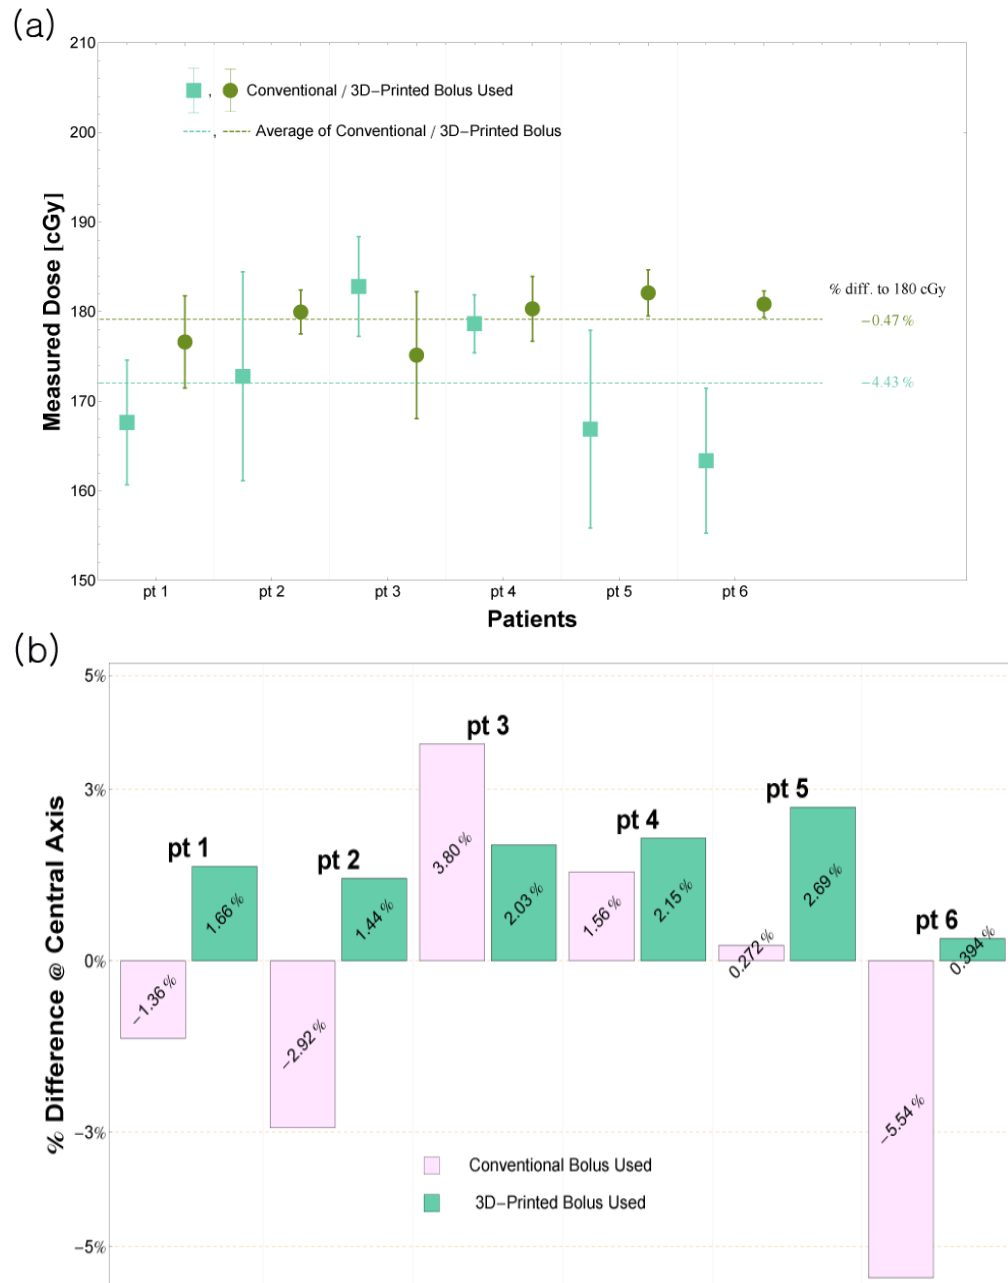 (a)
210
200
190
180
170
160
150
Measured Dose [cGy]
, Conventional / 3D−Printed Bolus Used
, Average of Conventional / 3D−Printed Bolus
% diff. to 180 cGy
−0.47 %
−4.43 %
pt 1 pt 2 pt 3 pt 4 pt 5 pt 6
Patients
(b)
5%
3%
0%
−3%
−5%
% Difference @ Central Axis
pt 1
−1.36 %
1.66 %
pt 2
−2.92 %
1.44 %
pt 3
3.80 %
2.03 %
pt 4
1.56 %
2.15 %
pt 5
0.272 %
2.69 %
pt 6
−5.54 %
0.394 %
Conventional Bolus Used
3D−Printed Bolus Used